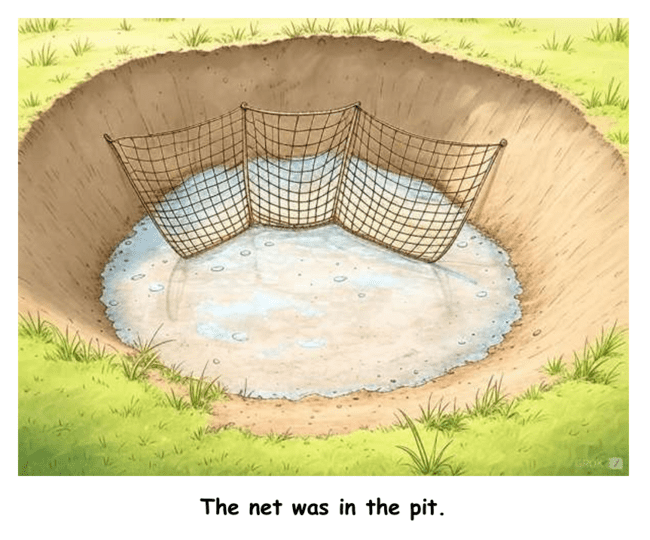 The net was in the pit.